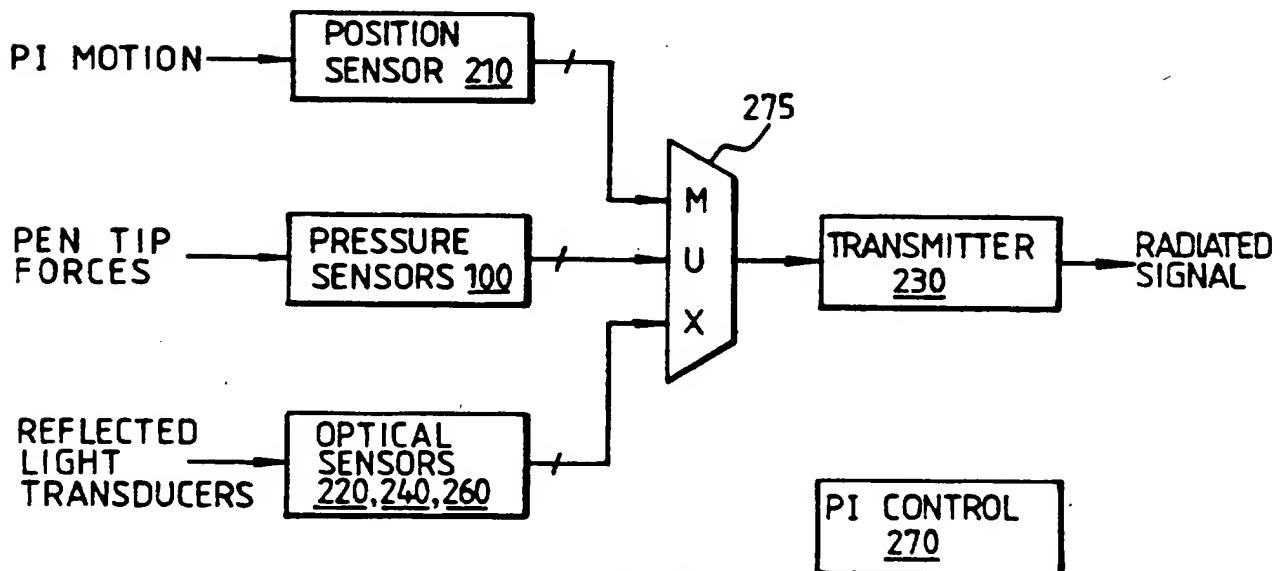 PI MOTION
POSITION
SENSOR 210
275
PEN TIP
FORCES
PRESSURE
SENSORS 100
M
U
X
TRANSMITTER
230
RADIATED
SIGNAL
REFLECTED
LIGHT
TRANSDUCERS
OPTICAL
SENSORS
220, 240, 260
PI CONTROL
270